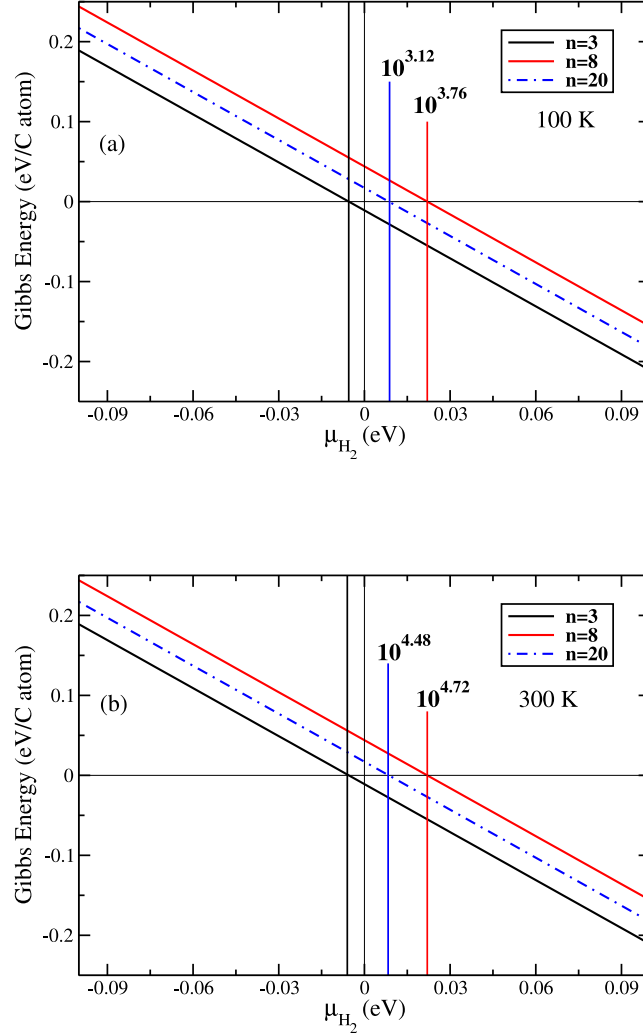 0.2
0.1
0
-0.1
-0.2
Gibbs Energy (eV/C atom)
(a)
10^3.12
10^3.76
n=3
n=8
n=20
100 K
-0.09 -0.06 -0.03 0 0.03 0.06 0.09
μH2 (eV)
0.2
0.1
0
-0.1
-0.2
Gibbs Energy (eV/C atom)
(b)
10^4.48
10^4.72
n=3
n=8
n=20
300 K
-0.09 -0.06 -0.03 0 0.03 0.06 0.09
μH2 (eV)